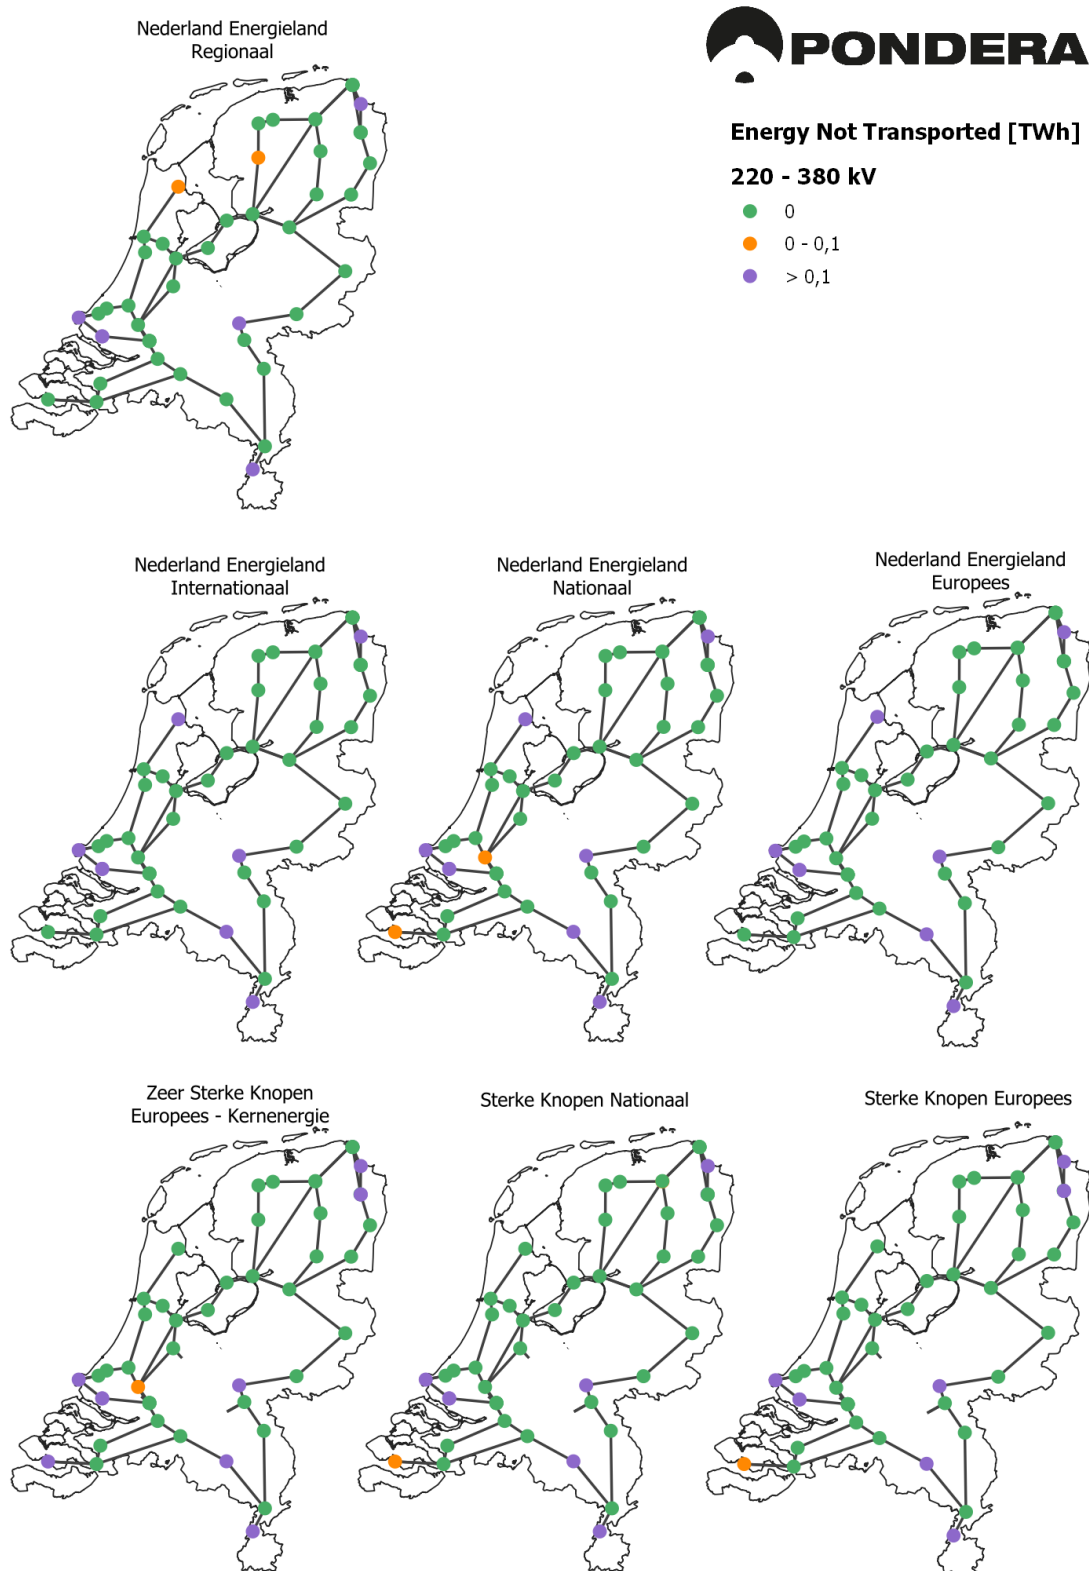 Nederland Energieland
Regionaal
PONDERA
Energy Not Transported [TWh]
220 - 380 kV
0
0 - 0,1
> 0,1
Nederland Energieland
Internationaal
Nederland Energieland
Nationaal
Nederland Energieland
Europees
Zeer Sterke Knopen
Europees - Kernenergie
Sterke Knopen Nationaal
Sterke Knopen Europees